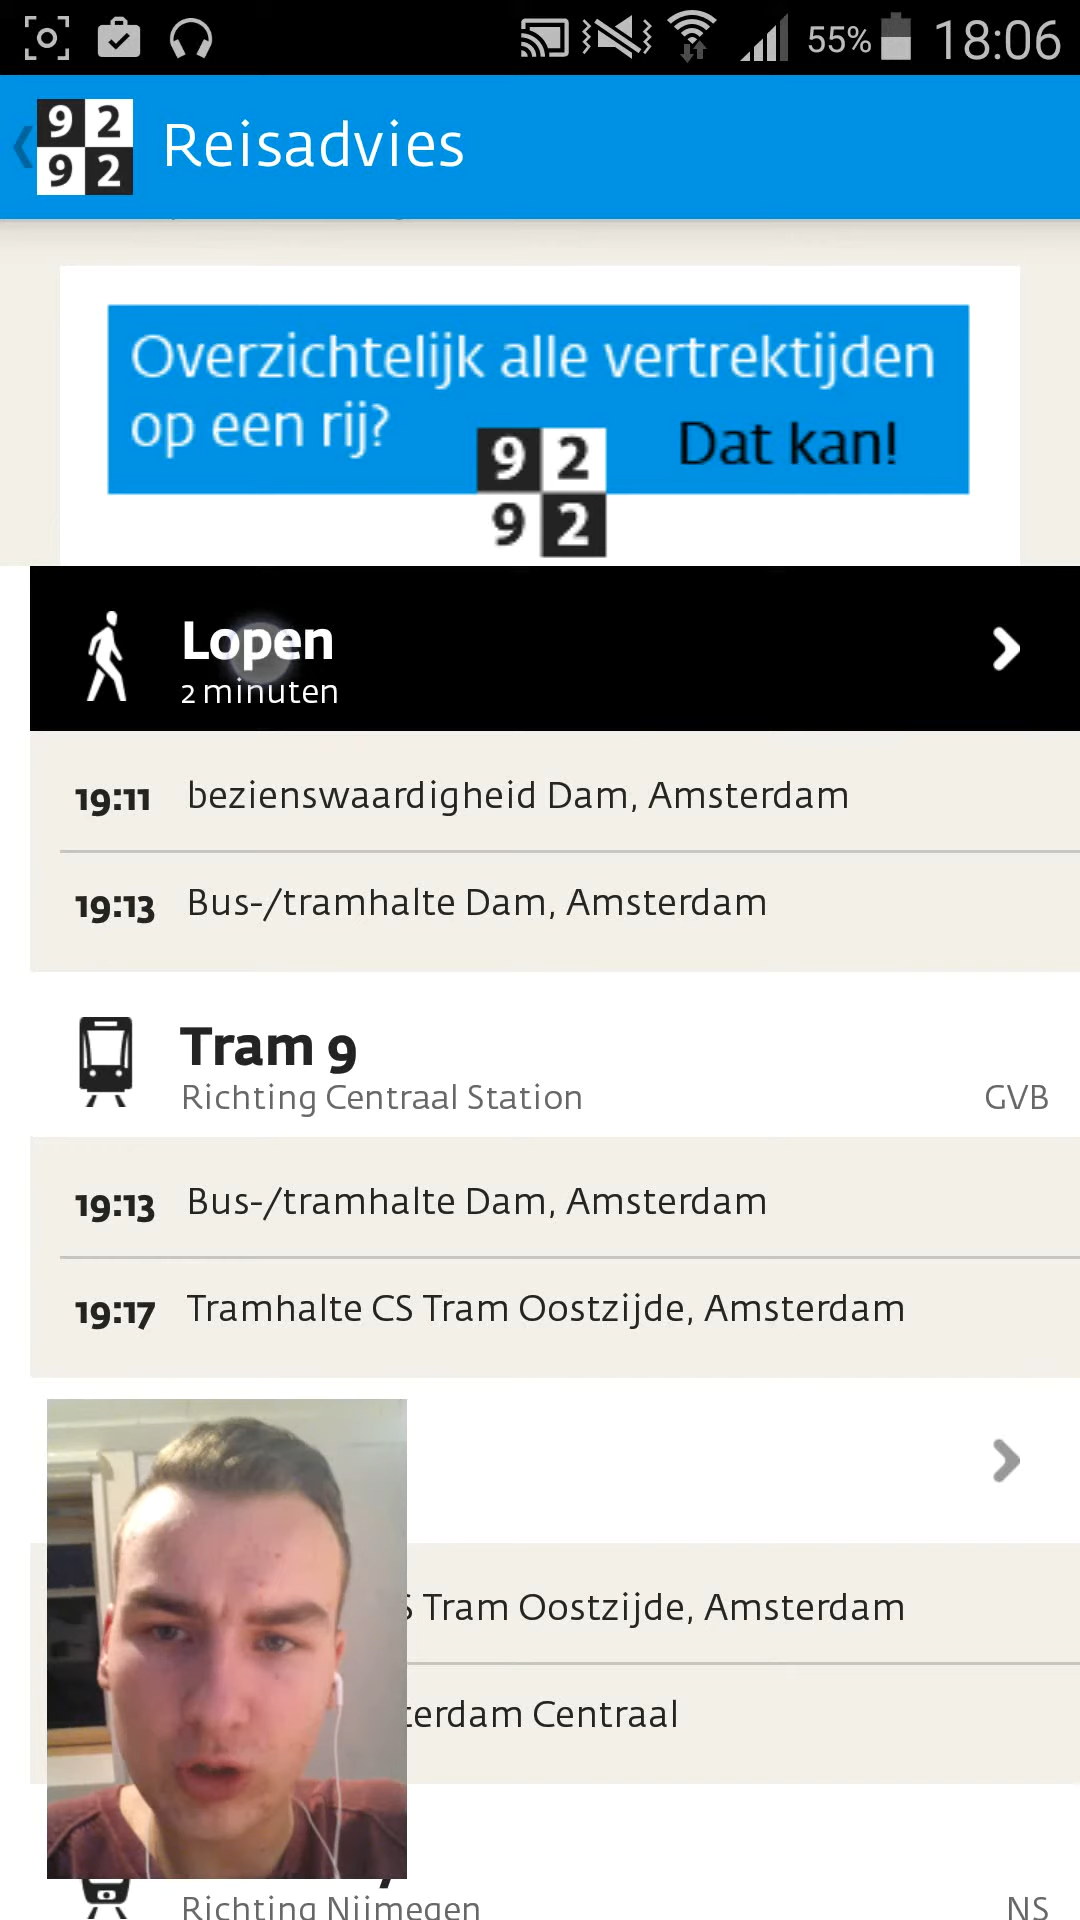 55% 18:06
9 2
9 2
Reisadvies
Overzichtelijk alle vertrektijden
op een rij?
Dat kan!
9 2
9 2
Lopen
2 minuten
19:11 bezienswaardigheid Dam, Amsterdam
19:13 Bus-/tramhalte Dam, Amsterdam
Tram 9
Richting Centraal Station GVB
19:13 Bus-/tramhalte Dam, Amsterdam
19:17 Tramhalte CS Tram Oostzijde, Amsterdam
S Tram Oostzijde, Amsterdam
terdam Centraal
Richting Nijmegen NS